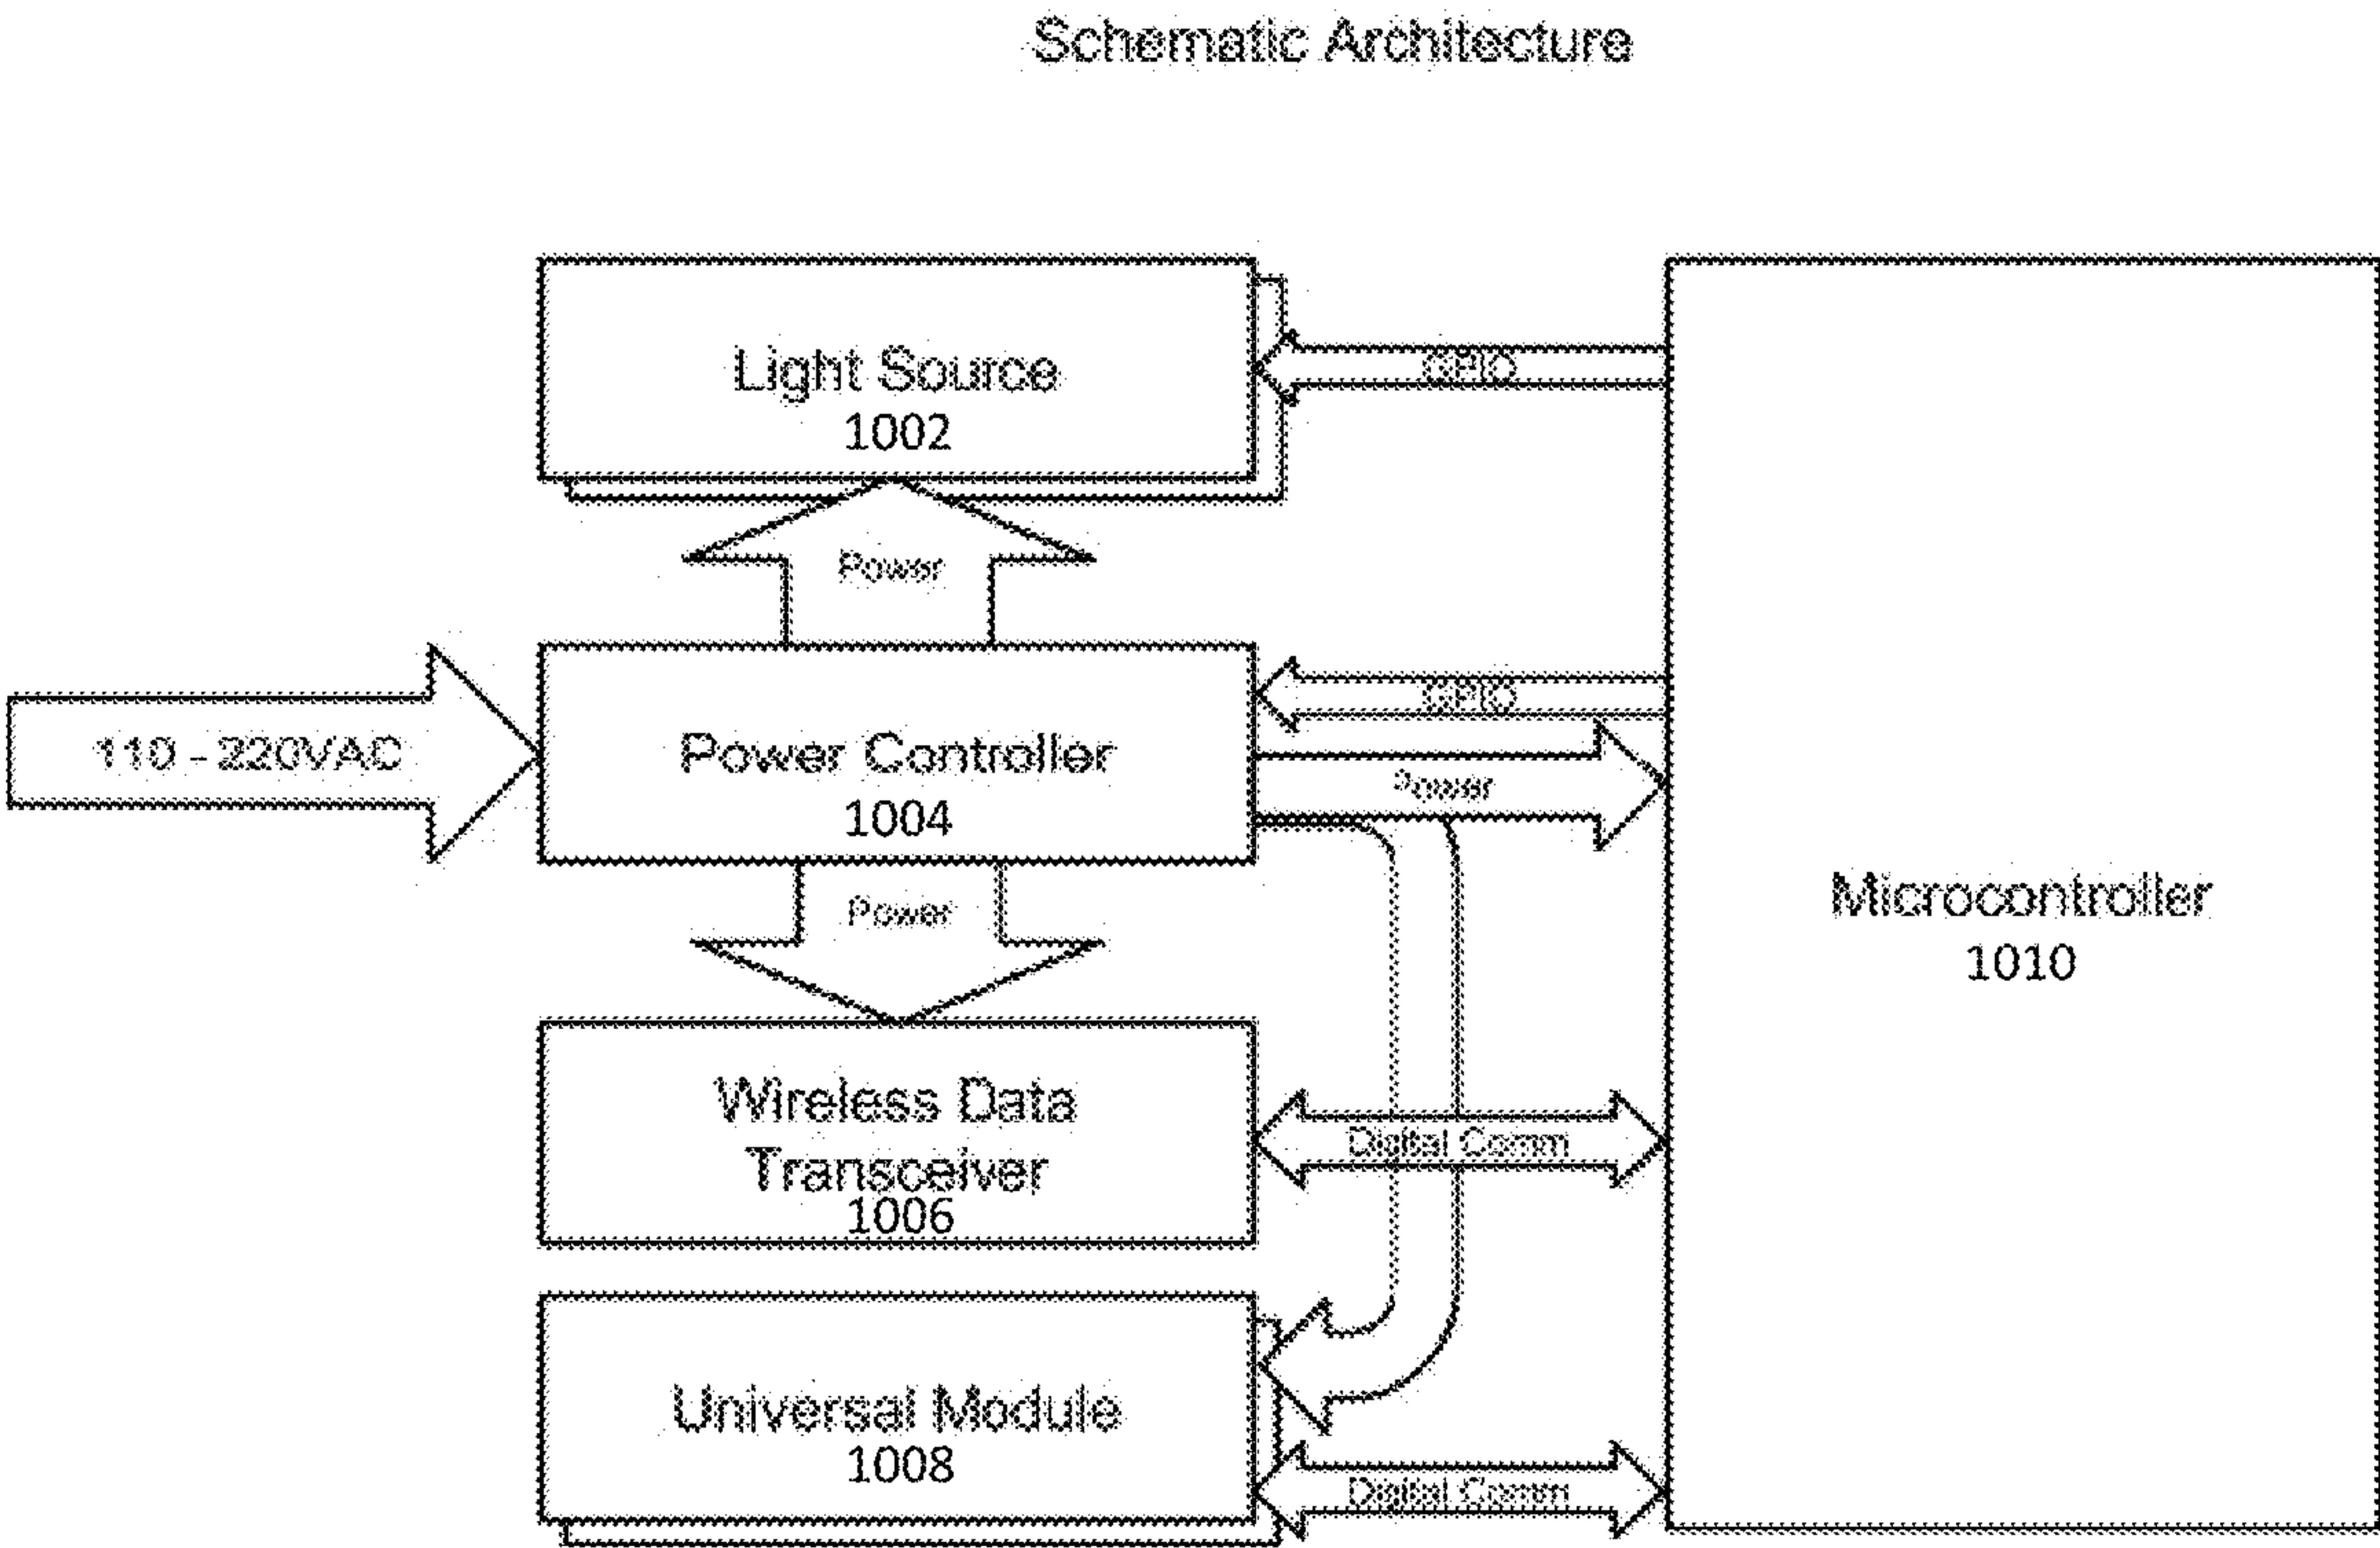 Schematic Architecture
Light Source
1002
GPIO
Power
GPIO
110 - 220VAC
Power Controller
1004
Power
Power
Microcontroller
1010
Wireless Data
Transceiver
1006
Digital Comm
Universal Module
1008
Digital Comm